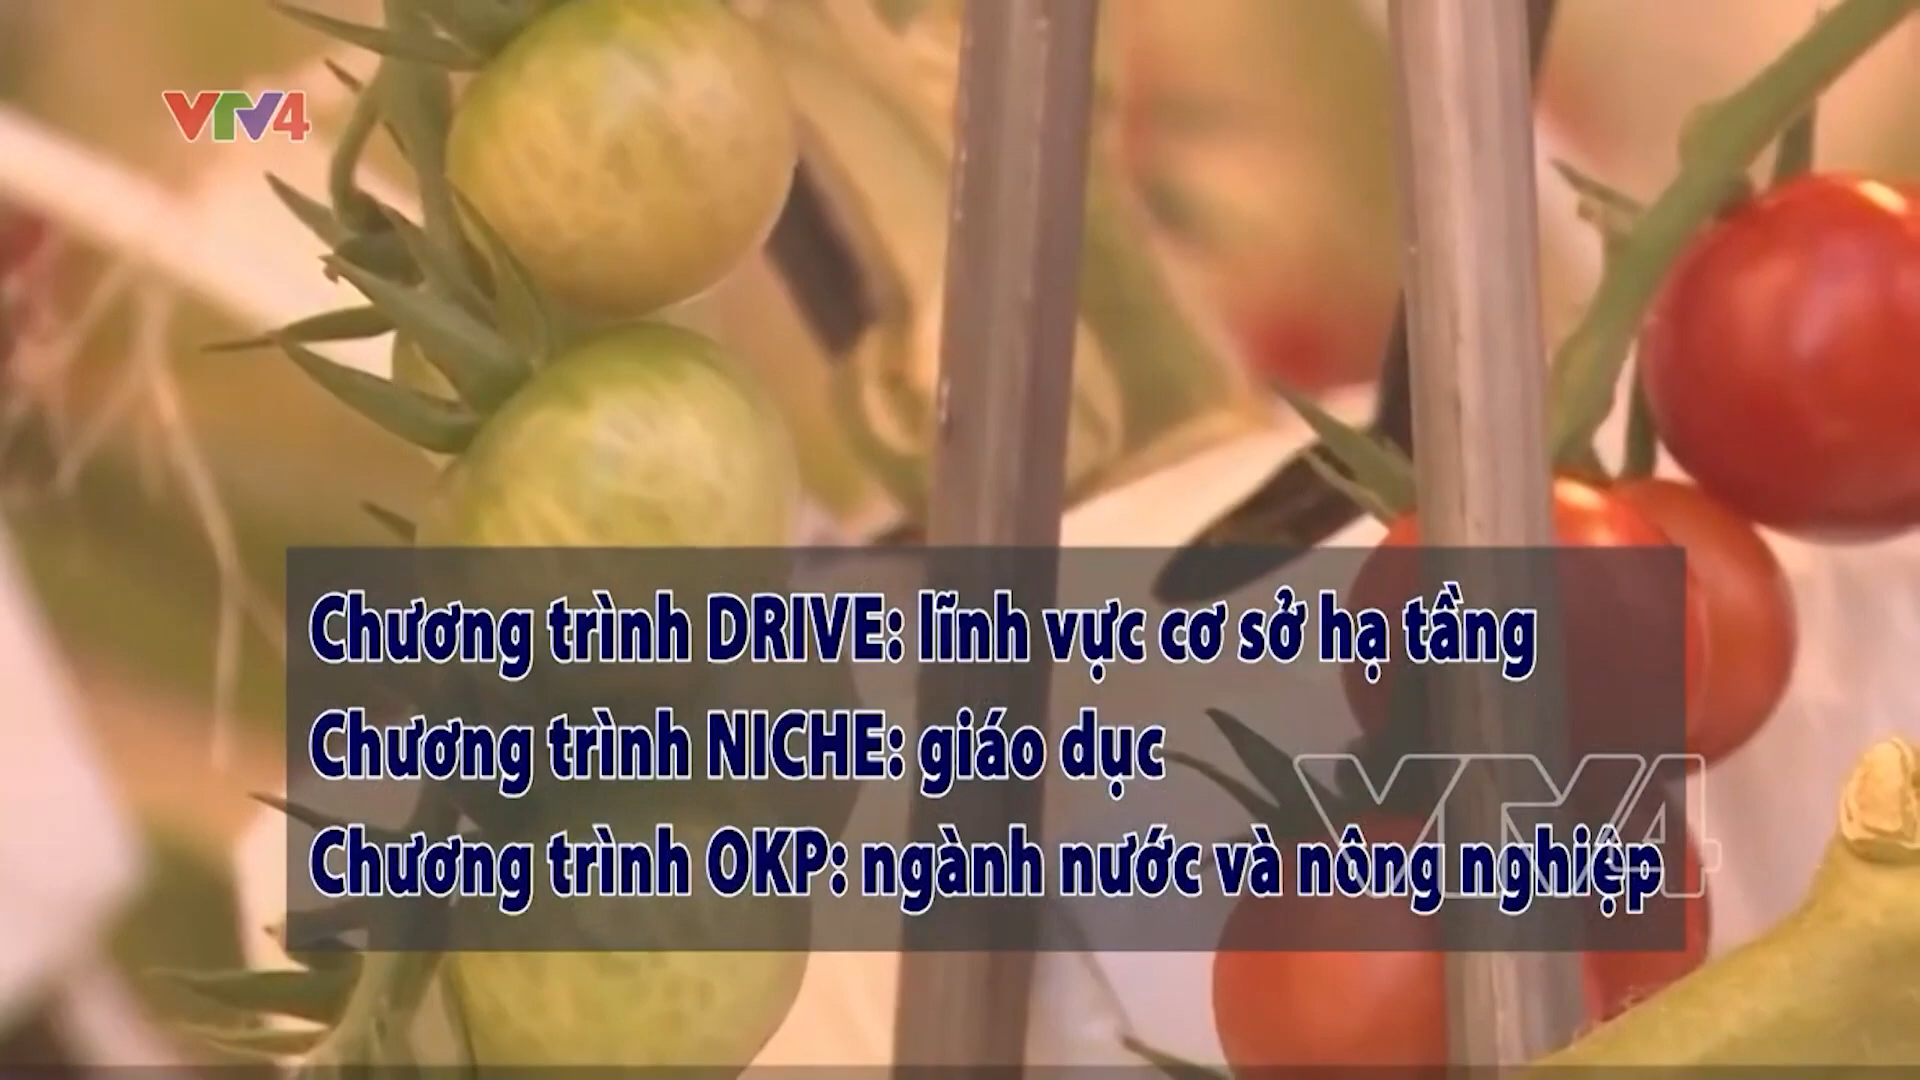 VTV4
Chương trình DRIVE: lĩnh vực cơ sở hạ tầng
Chương trình NICHE: giáo dục
Chương trình OKP: ngành nước và nông nghiệp
VTV4